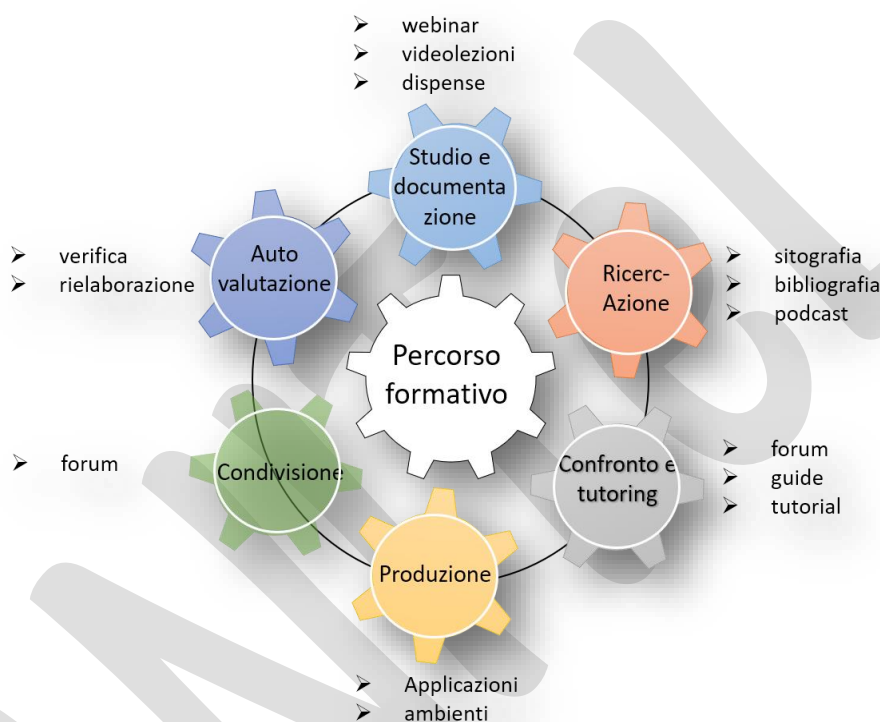 ➢ webinar
➢ videolezioni
➢ dispense
Studio e
documenta
zione
Ricerc-
Azione
➢ sitografia
➢ bibliografia
➢ podcast
Confronto e
tutoring
➢ forum
➢ guide
➢ tutorial
Produzione
➢ Applicazioni
➢ ambienti
Condivisione
➢ forum
Auto
valutazione
➢ verifica
➢ rielaborazione
Percorso
formativo